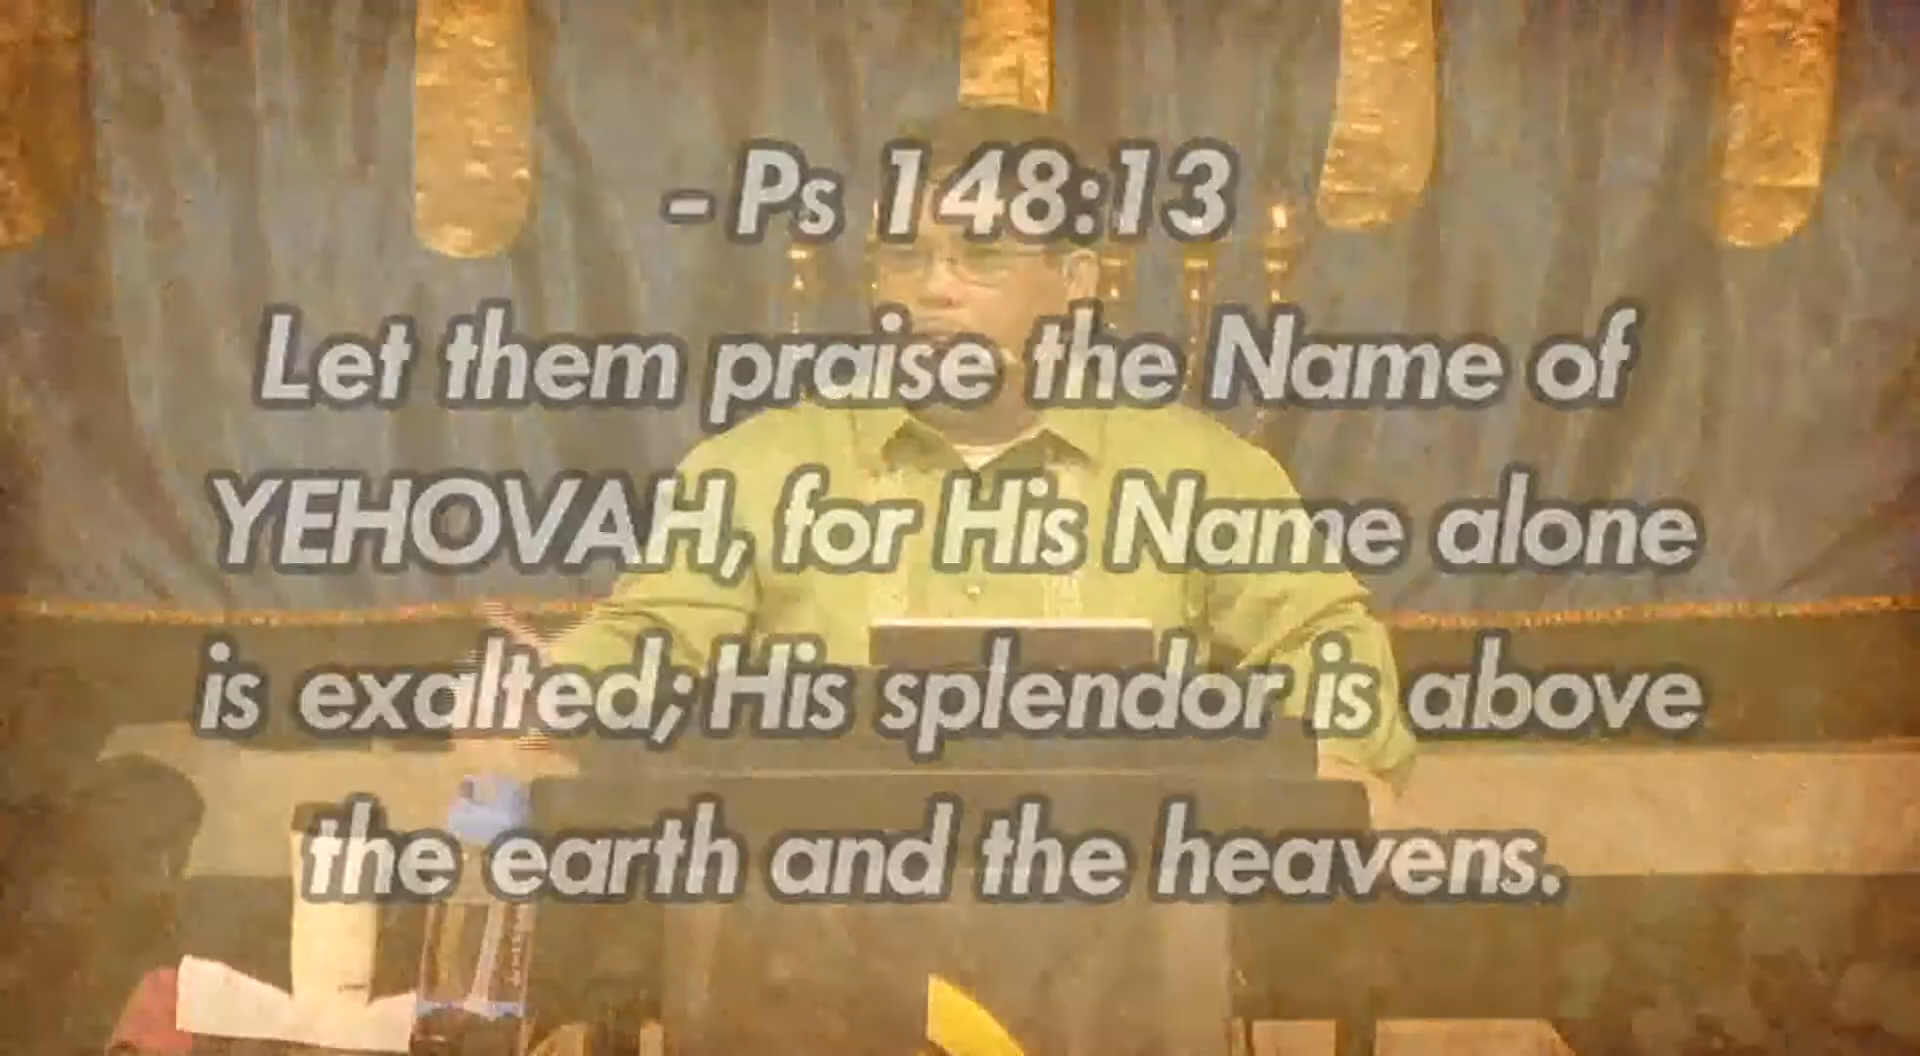 - Ps 148:13
Let them praise the Name of
YEHOVAH, for His Name alone
is exalted; His splendor is above
the earth and the heavens.